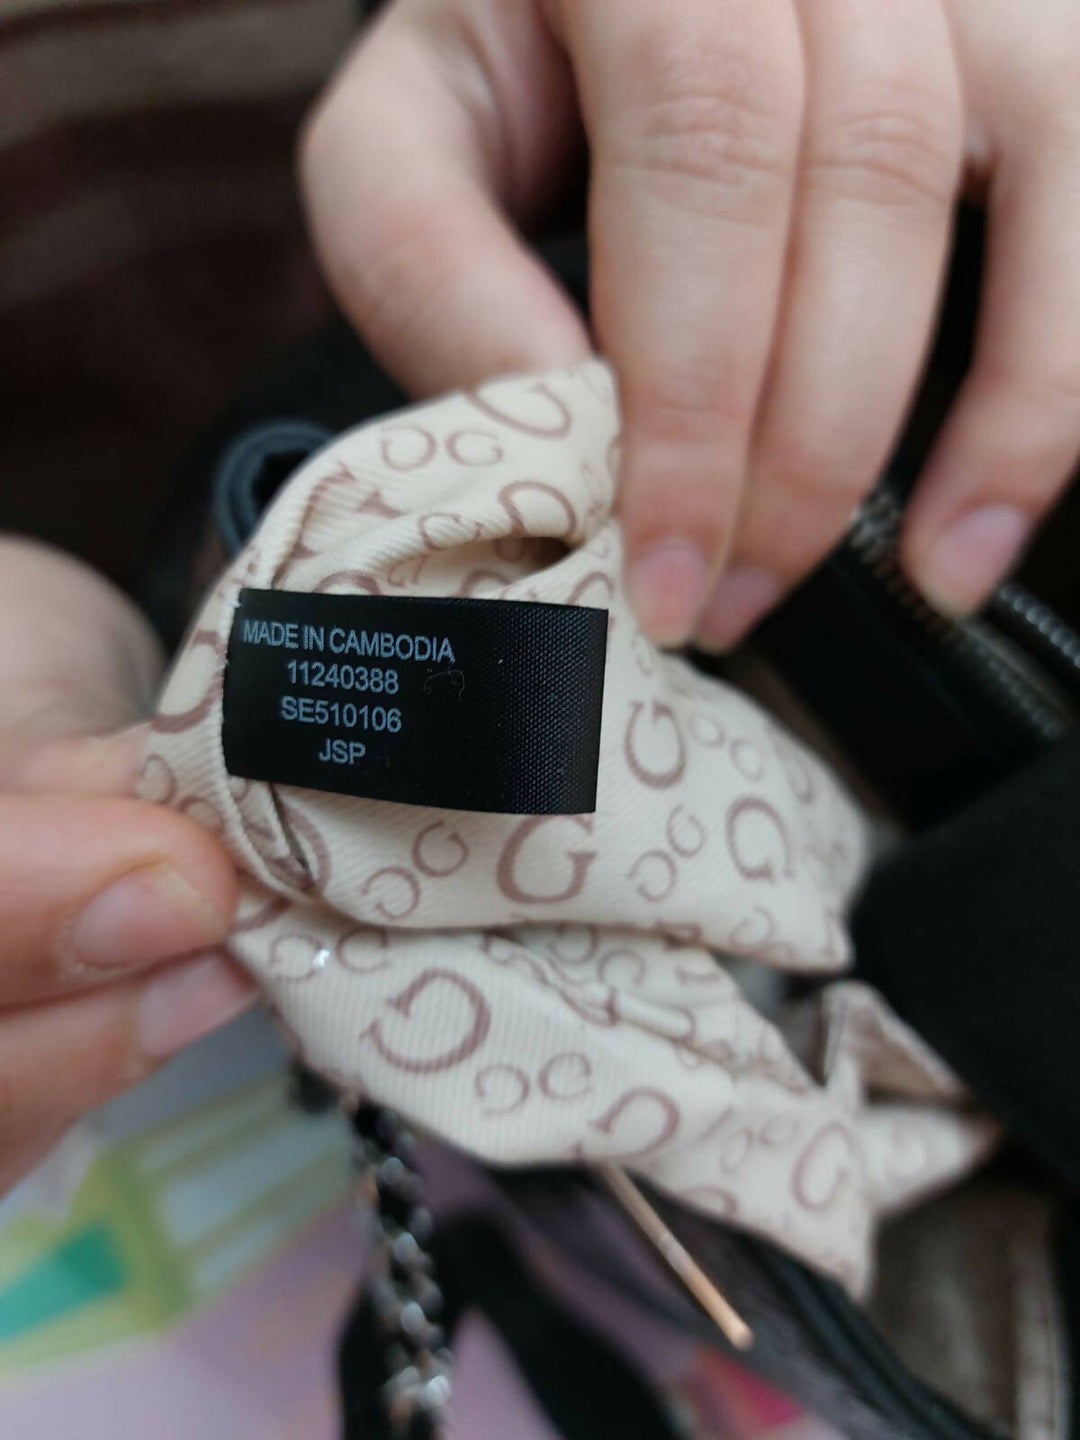 MADE IN CAMBODIA
11240388
SE510106
JSP